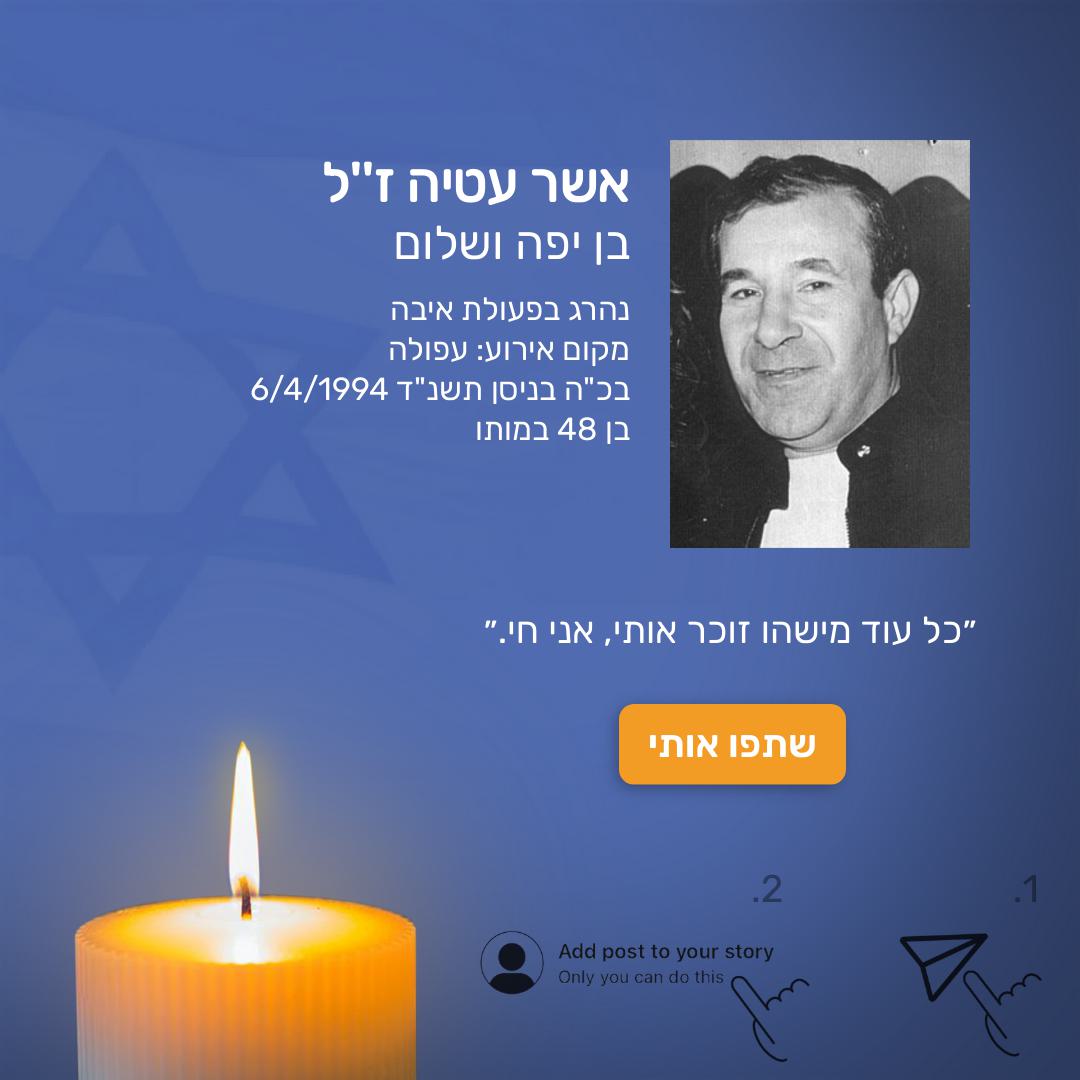 אשר עטיה ז"ל
בן יפה ושלום
נהרג בפעולת איבה
מקום אירוע: עפולה
בכ"ה בניסן תשנ"ד 6/4/1994
בן 48 במותו
"כל עוד מישהו זוכר אותי, אני חי."
שתפו אותי
1.
2.
Add post to your story
Only you can do this